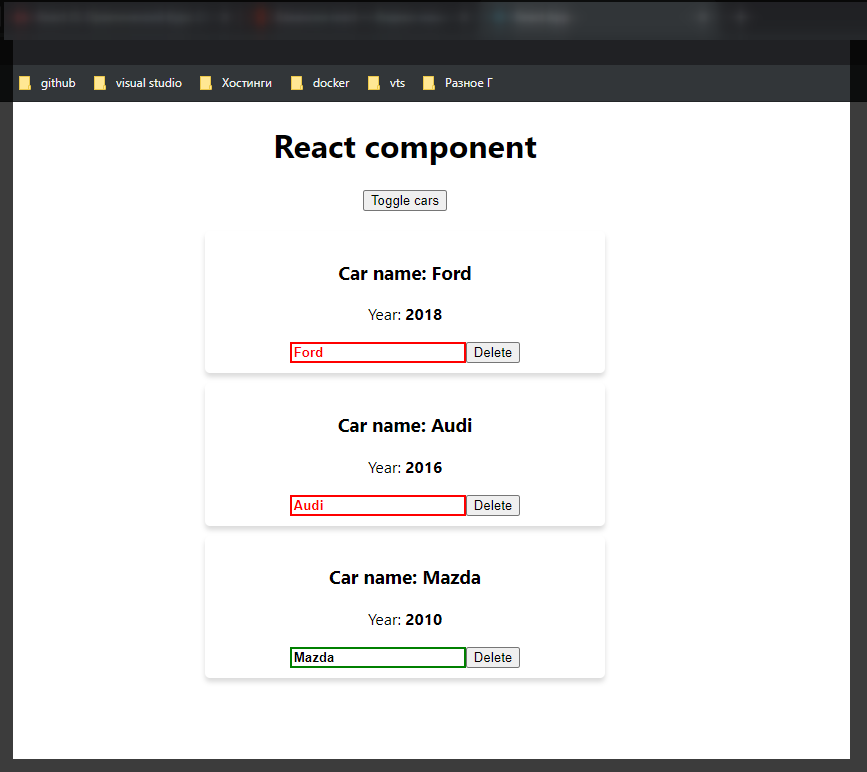 github visual studio Хостинги docker vts Разное Г
React component
Toggle cars
Car name: Ford
Year: 2018
Ford Delete
Car name: Audi
Year: 2016
Audi Delete
Car name: Mazda
Year: 2010
Mazda Delete